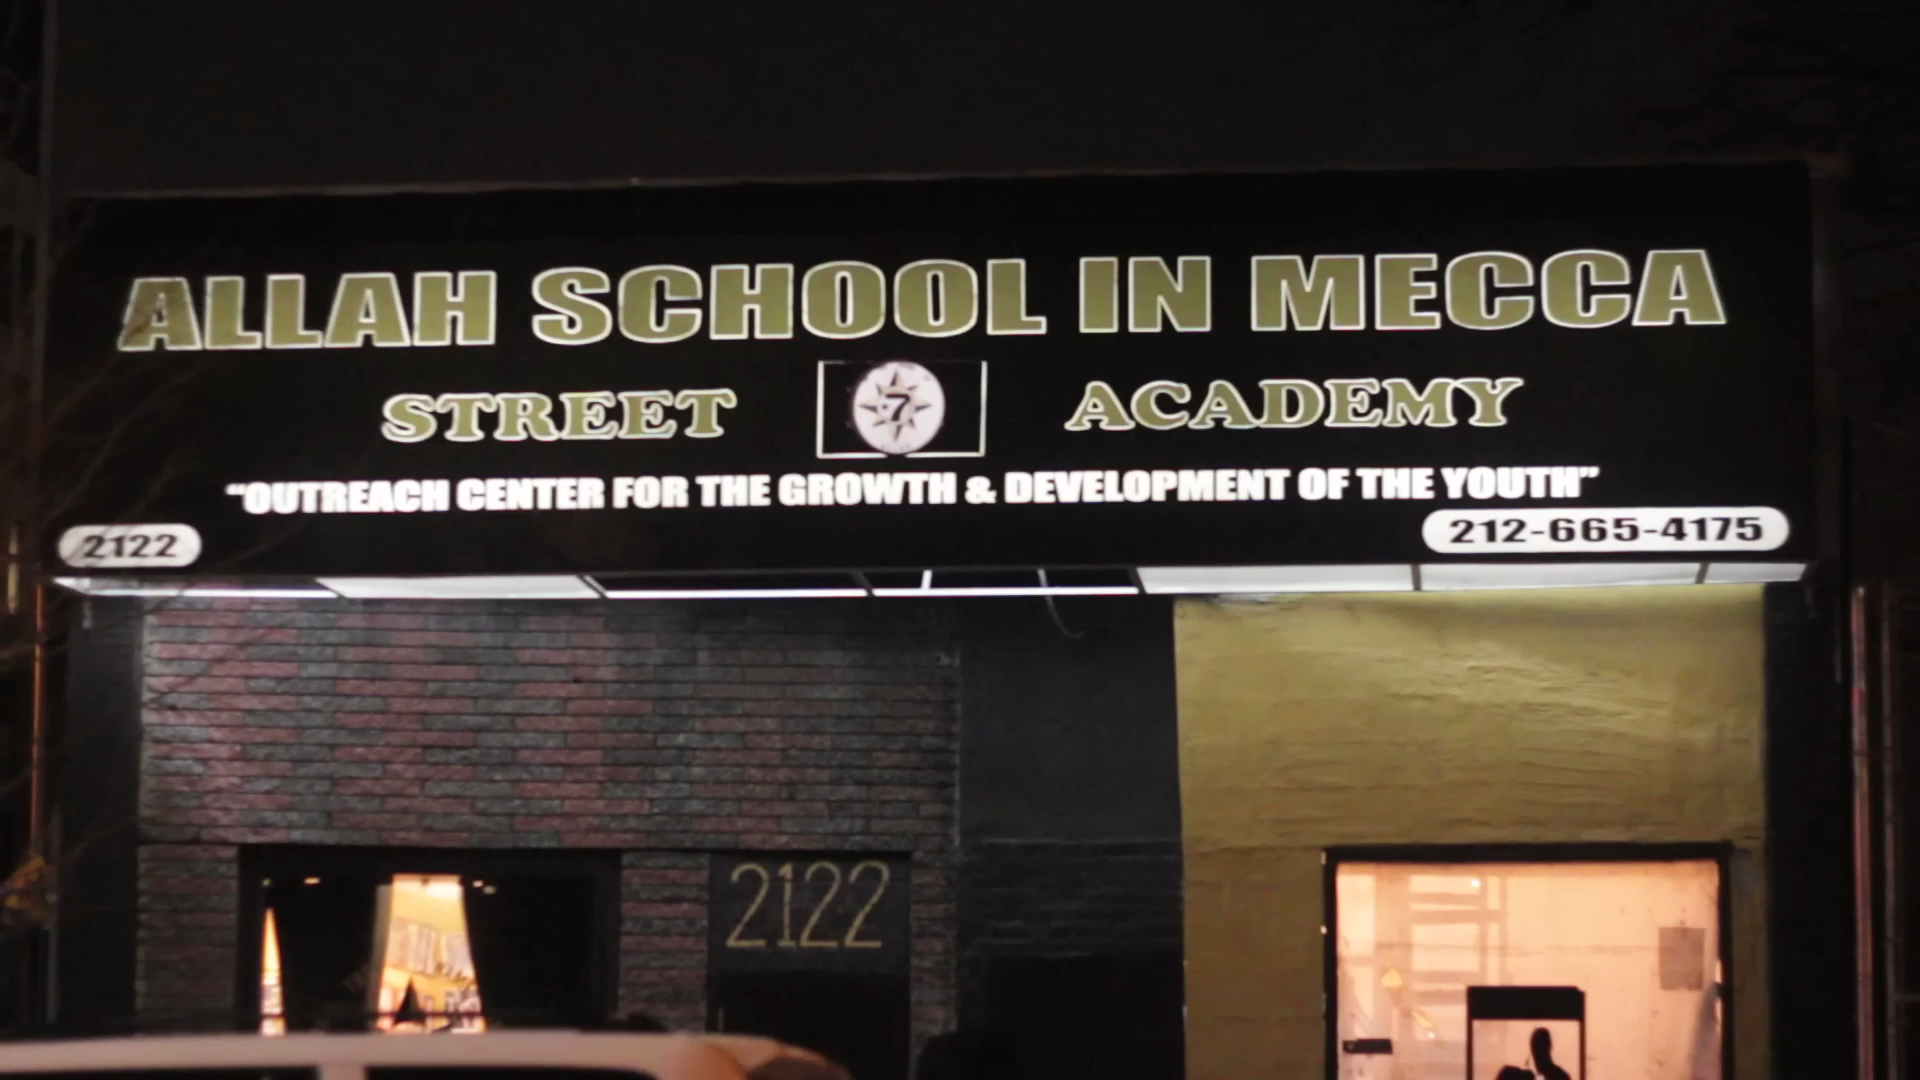 ALLAH SCHOOL IN MECCA
STREET 7 ACADEMY
“OUTREACH CENTER FOR THE GROWTH & DEVELOPMENT OF THE YOUTH”
2122 212-665-4175
2122